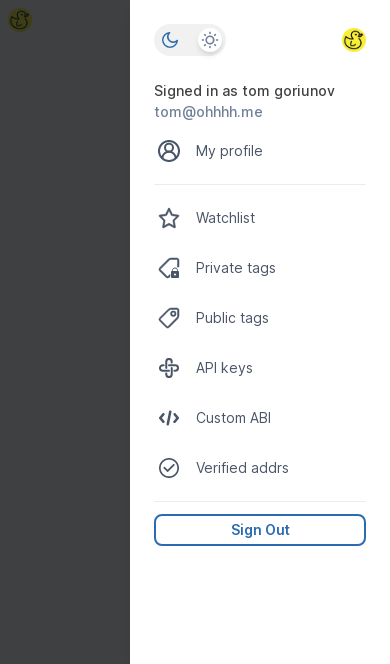 Signed in as tom goriunov
tom@ohhhh.me
My profile
Watchlist
Private tags
Public tags
API keys
Custom ABI
Verified addrs
Sign Out